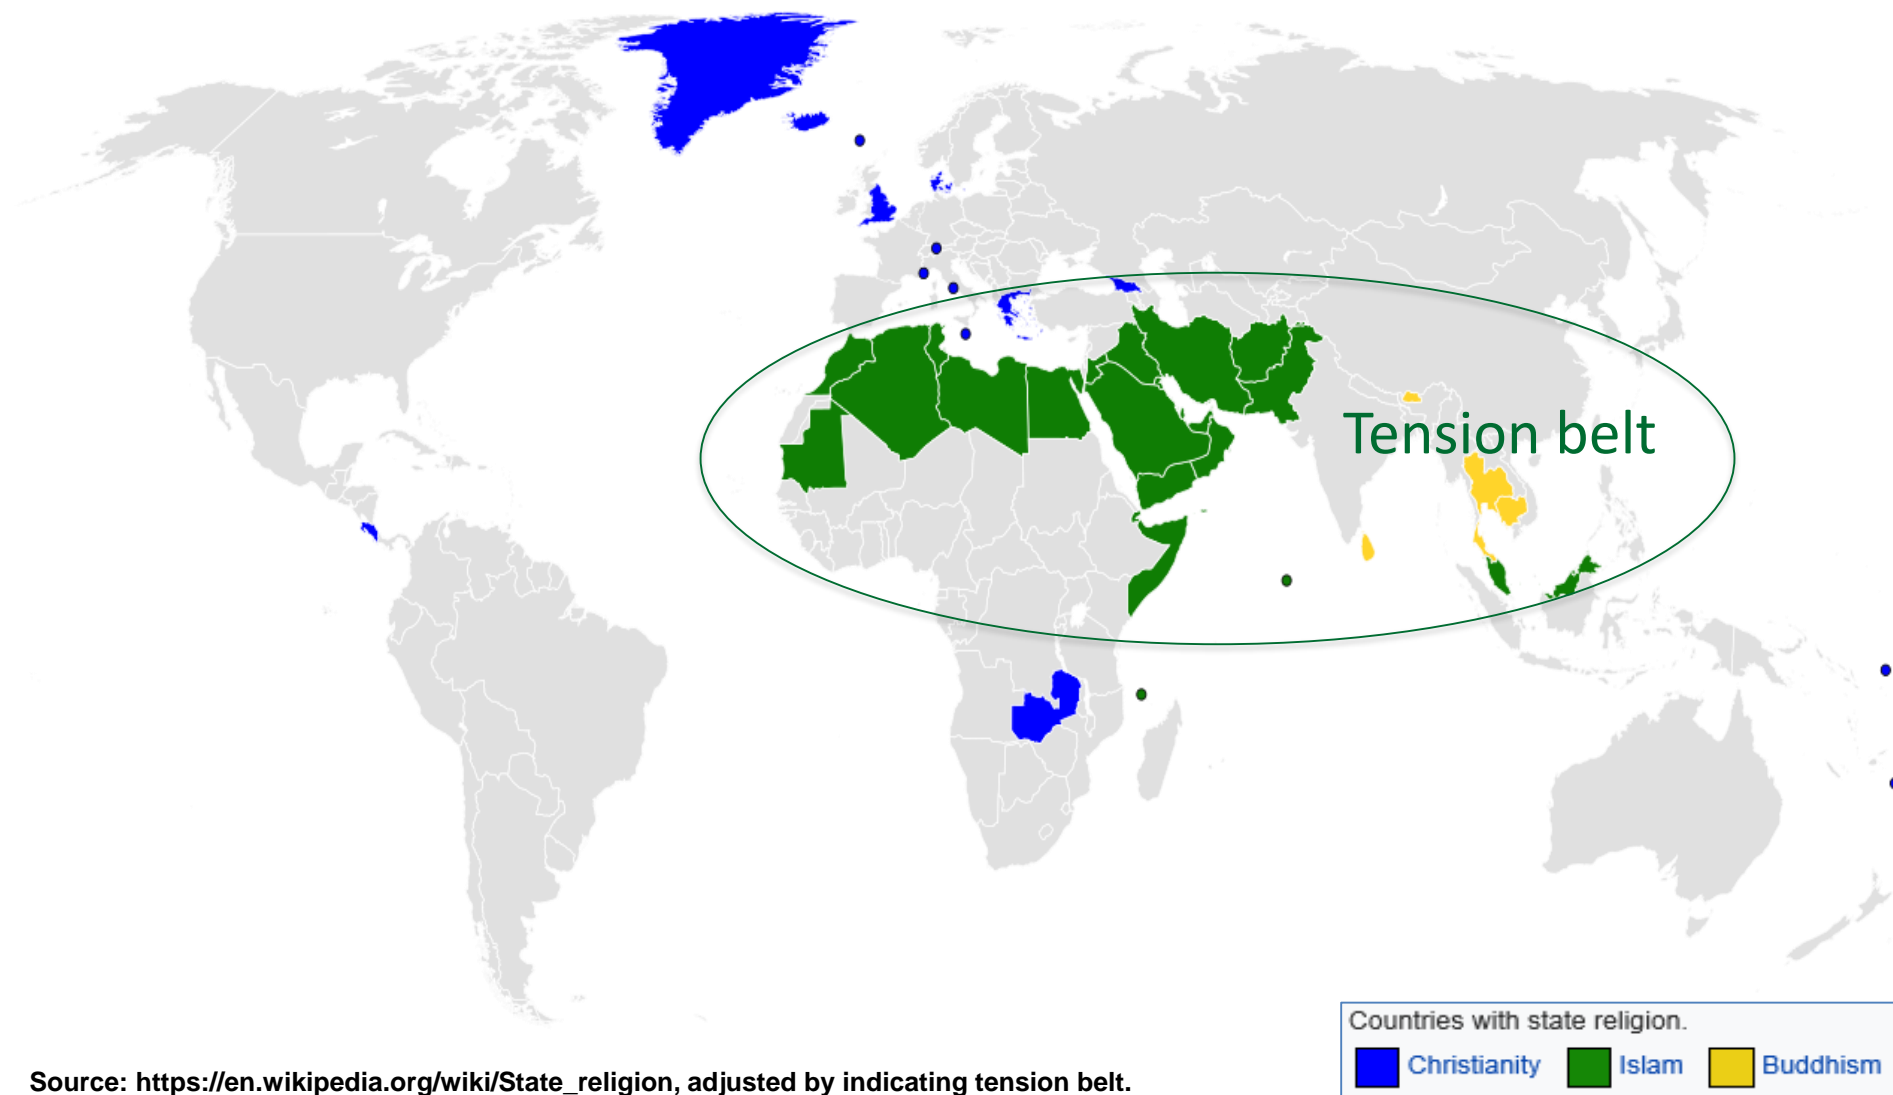 Tension belt
Countries with state religion.
Christianity Islam Buddhism
Source: https://en.wikipedia.org/wiki/State_religion, adjusted by indicating tension belt.